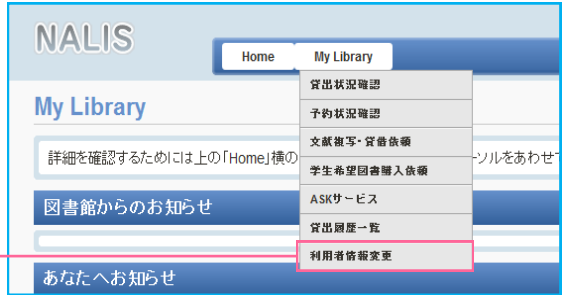 NALIS
Home My Library
貸出状況確認
My Library
予約状況確認
文献複写・貸借依頼
詳細を確認するためには上の「Home」横の
ーソルをあわせて
学生希望図書購入依頼
ASKサービス
図書館からのお知らせ
貸出履歴一覧
利用者情報変更
あなたへお知らせ